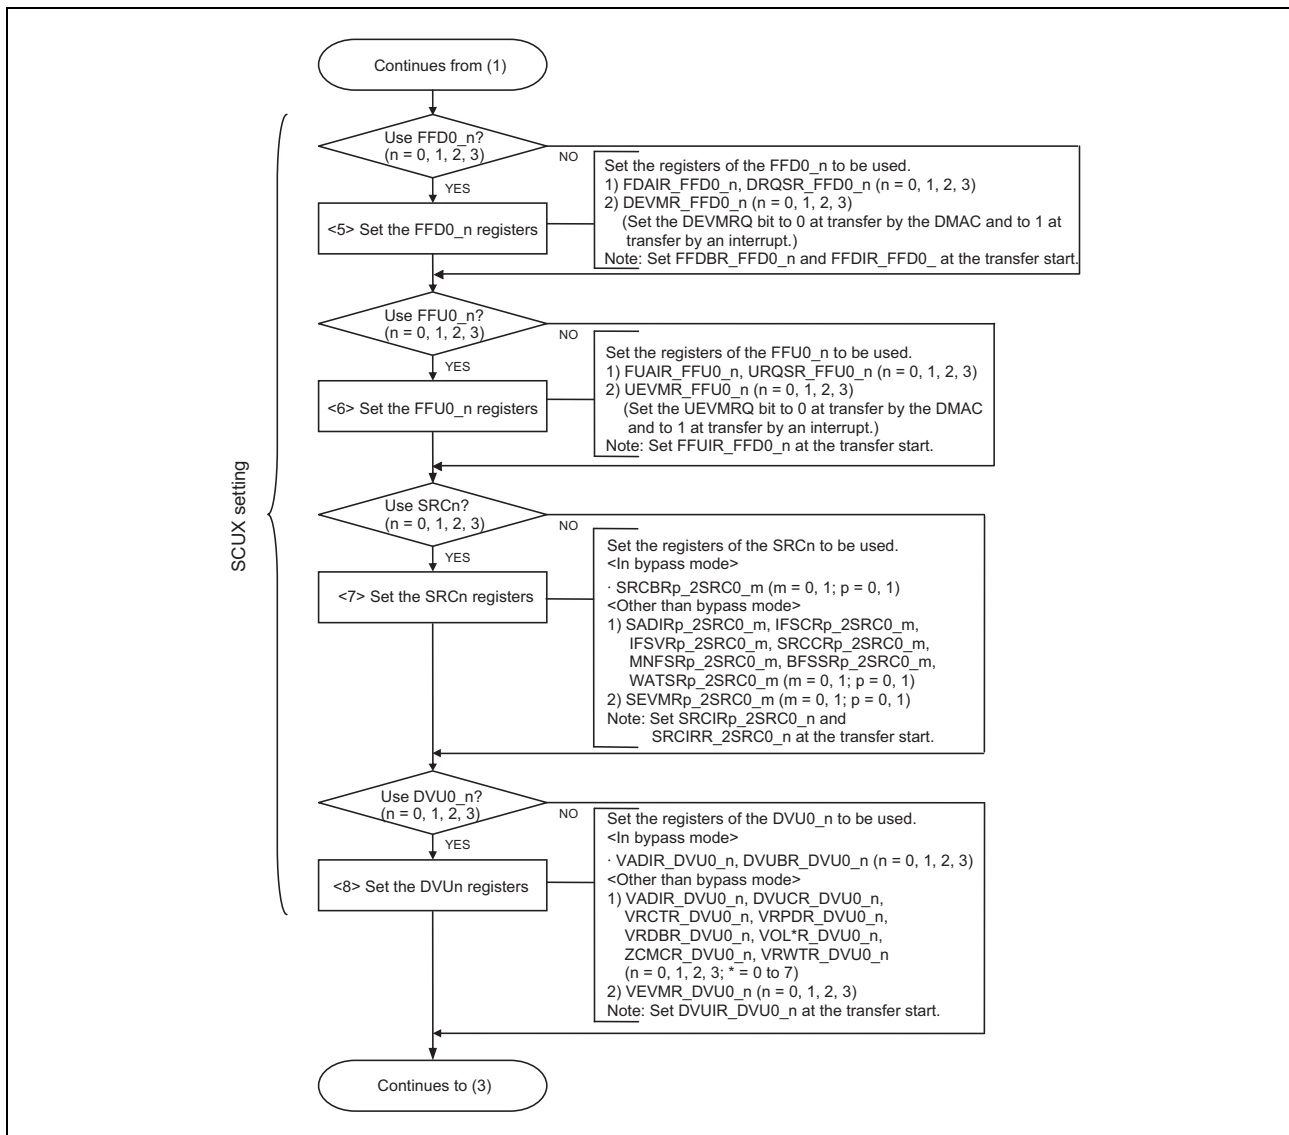 Continues from (1)
Use FFD0_n?
(n = 0, 1, 2, 3)
NO
YES
<5> Set the FFD0_n registers
Set the registers of the FFD0_n to be used.
1) FDAIR_FFD0_n, DRQSR_FFD0_n (n = 0, 1, 2, 3)
2) DEVMR_FFD0_n (n = 0, 1, 2, 3)
(Set the DEVMRQ bit to 0 at transfer by the DMAC and to 1 at
transfer by an interrupt.)
Note: Set FFDBR_FFD0_n and FFDIR_FFD0_ at the transfer start.
Use FFU0_n?
(n = 0, 1, 2, 3)
NO
YES
<6> Set the FFU0_n registers
Set the registers of the FFU0_n to be used.
1) FUAIR_FFU0_n, URQSR_FFU0_n (n = 0, 1, 2, 3)
2) UEVMR_FFU0_n (n = 0, 1, 2, 3)
(Set the UEVMRQ bit to 0 at transfer by the DMAC
and to 1 at transfer by an interrupt.)
Note: Set FFUIR_FFD0_n at the transfer start.
SCUX setting
Use SRCn?
(n = 0, 1, 2, 3)
NO
YES
<7> Set the SRCn registers
Set the registers of the SRCn to be used.
<In bypass mode>
· SRCBRp_2SRC0_m (m = 0, 1; p = 0, 1)
<Other than bypass mode>
1) SADIRp_2SRC0_m, IFSCRp_2SRC0_m,
IFSVRp_2SRC0_m, SRCCRp_2SRC0_m,
MNFSRp_2SRC0_m, BFSSRp_2SRC0_m,
WATSRp_2SRC0_m (m = 0, 1; p = 0, 1)
2) SEVMRp_2SRC0_m (m = 0, 1; p = 0, 1)
Note: Set SRCIRp_2SRC0_n and
SRCIRR_2SRC0_n at the transfer start.
Use DVU0_n?
(n = 0, 1, 2, 3)
NO
YES
<8> Set the DVUn registers
Set the registers of the DVU0_n to be used.
<In bypass mode>
· VADIR_DVU0_n, DVUBR_DVU0_n (n = 0, 1, 2, 3)
<Other than bypass mode>
1) VADIR_DVU0_n, DVUCR_DVU0_n,
VRCTR_DVU0_n, VRPDR_DVU0_n,
VRDBR_DVU0_n, VOL*R_DVU0_n,
ZCMCR_DVU0_n, VRWTR_DVU0_n
(n = 0, 1, 2, 3; * = 0 to 7)
2) VEVMR_DVU0_n (n = 0, 1, 2, 3)
Note: Set DVUIR_DVU0_n at the transfer start.
Continues to (3)